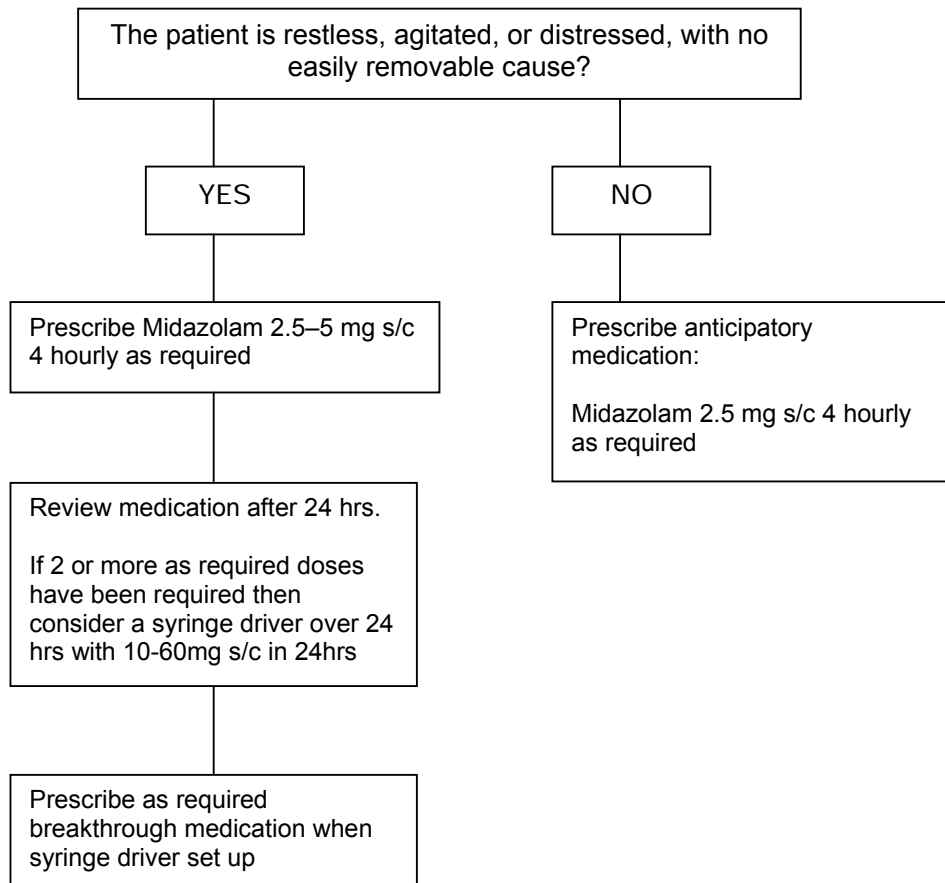 The patient is restless, agitated, or distressed, with no
easily removable cause?
YES
NO
Prescribe Midazolam 2.5–5 mg s/c
4 hourly as required
Prescribe anticipatory
medication:
Midazolam 2.5 mg s/c 4 hourly
as required
Review medication after 24 hrs.
If 2 or more as required doses
have been required then
consider a syringe driver over 24
hrs with 10-60mg s/c in 24hrs
Prescribe as required
breakthrough medication when
syringe driver set up